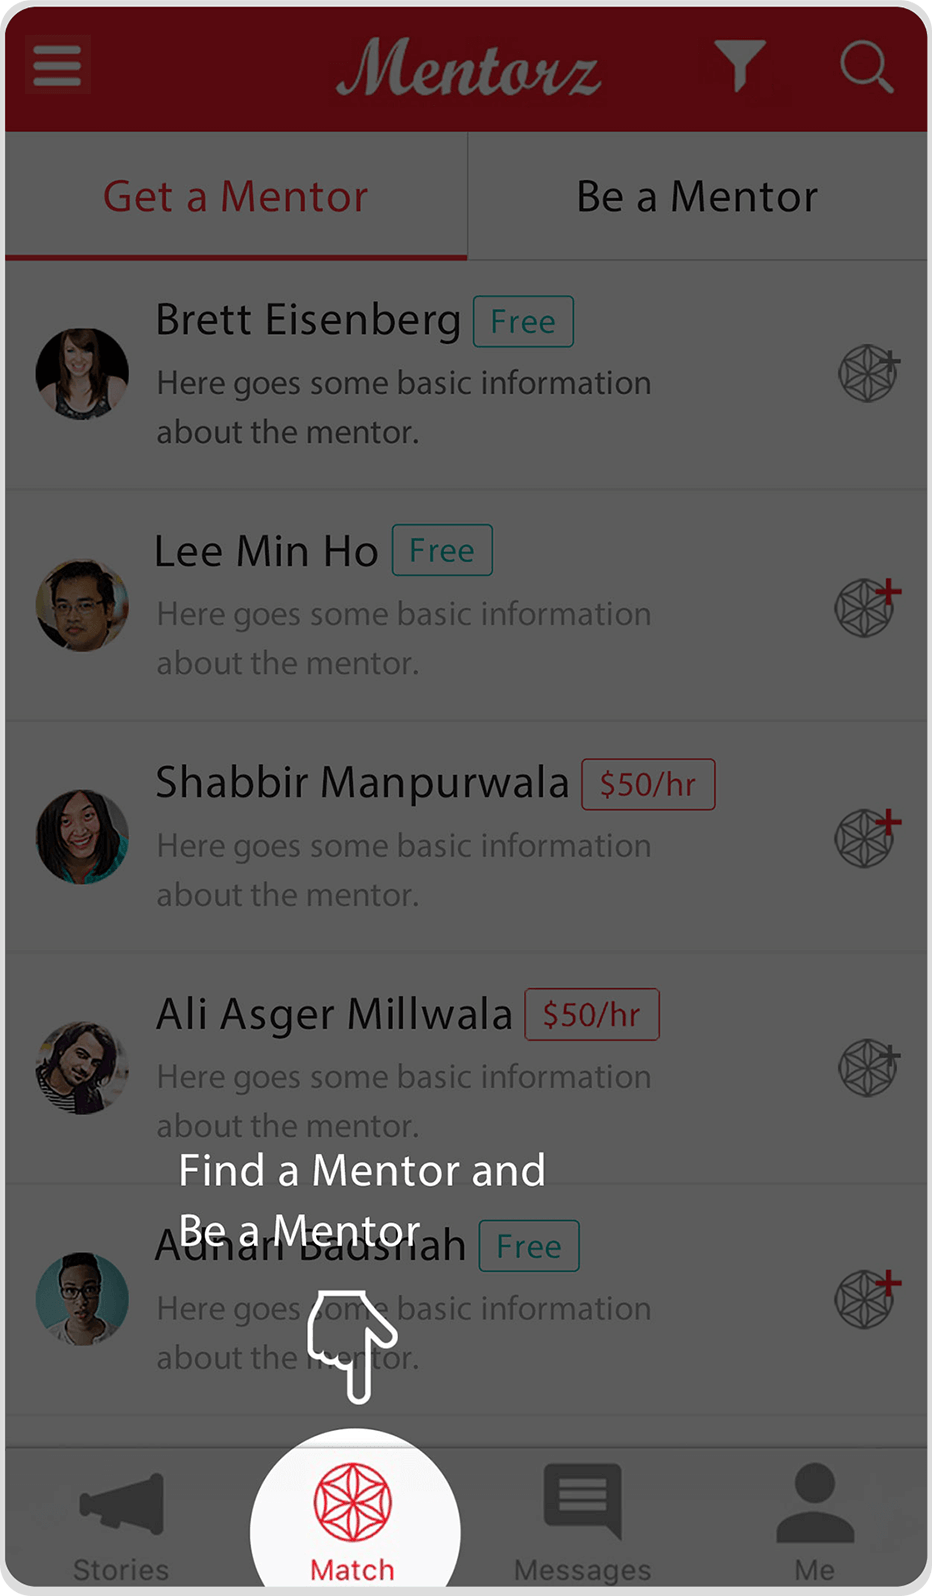 Mentorz
Get a Mentor
Be a Mentor
Brett Eisenberg
Free
Here goes some basic information
about the mentor.
Lee Min Ho
Free
Here goes some basic information
about the mentor.
Shabbir Manpurwala
$50/hr
Here goes some basic information
about the mentor.
Ali Asger Millwala
$50/hr
Here goes some basic information
about the mentor.
Find a Mentor and
Be a Mentor
Adnan Badshah
Free
Here goes some basic information
about the mentor.
Stories
Match
Messages
Me